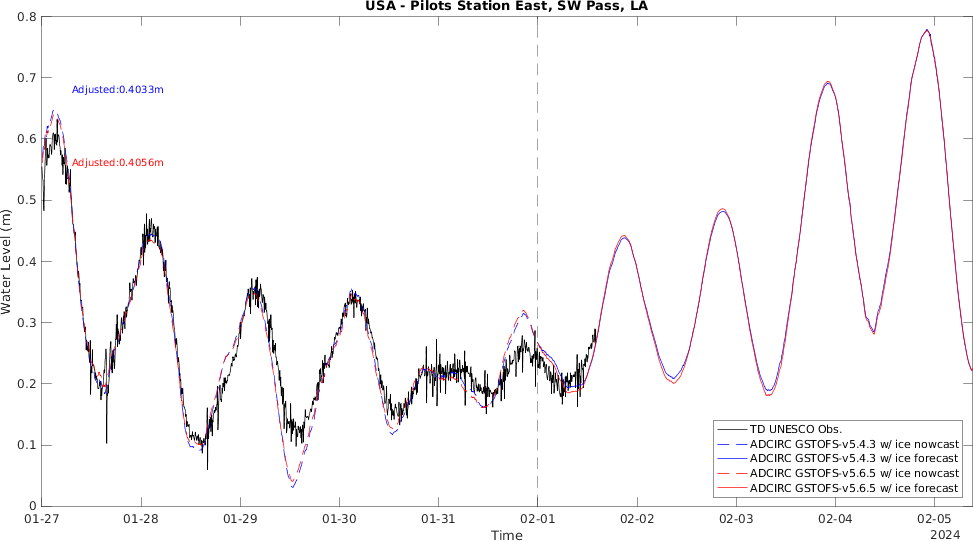 USA - Pilots Station East, SW Pass, LA
0.8
0.7
0.6
0.5
0.4
0.3
0.2
0.1
0
Water Level (m)
Adjusted:0.4033m
Adjusted:0.4056m
TD UNESCO Obs.
ADCIRC GSTOFS-v5.4.3 w/ ice nowcast
ADCIRC GSTOFS-v5.4.3 w/ ice forecast
ADCIRC GSTOFS-v5.6.5 w/ ice nowcast
ADCIRC GSTOFS-v5.6.5 w/ ice forecast
01-27 01-28 01-29 01-30 01-31 02-01 02-02 02-03 02-04 02-05
Time
2024